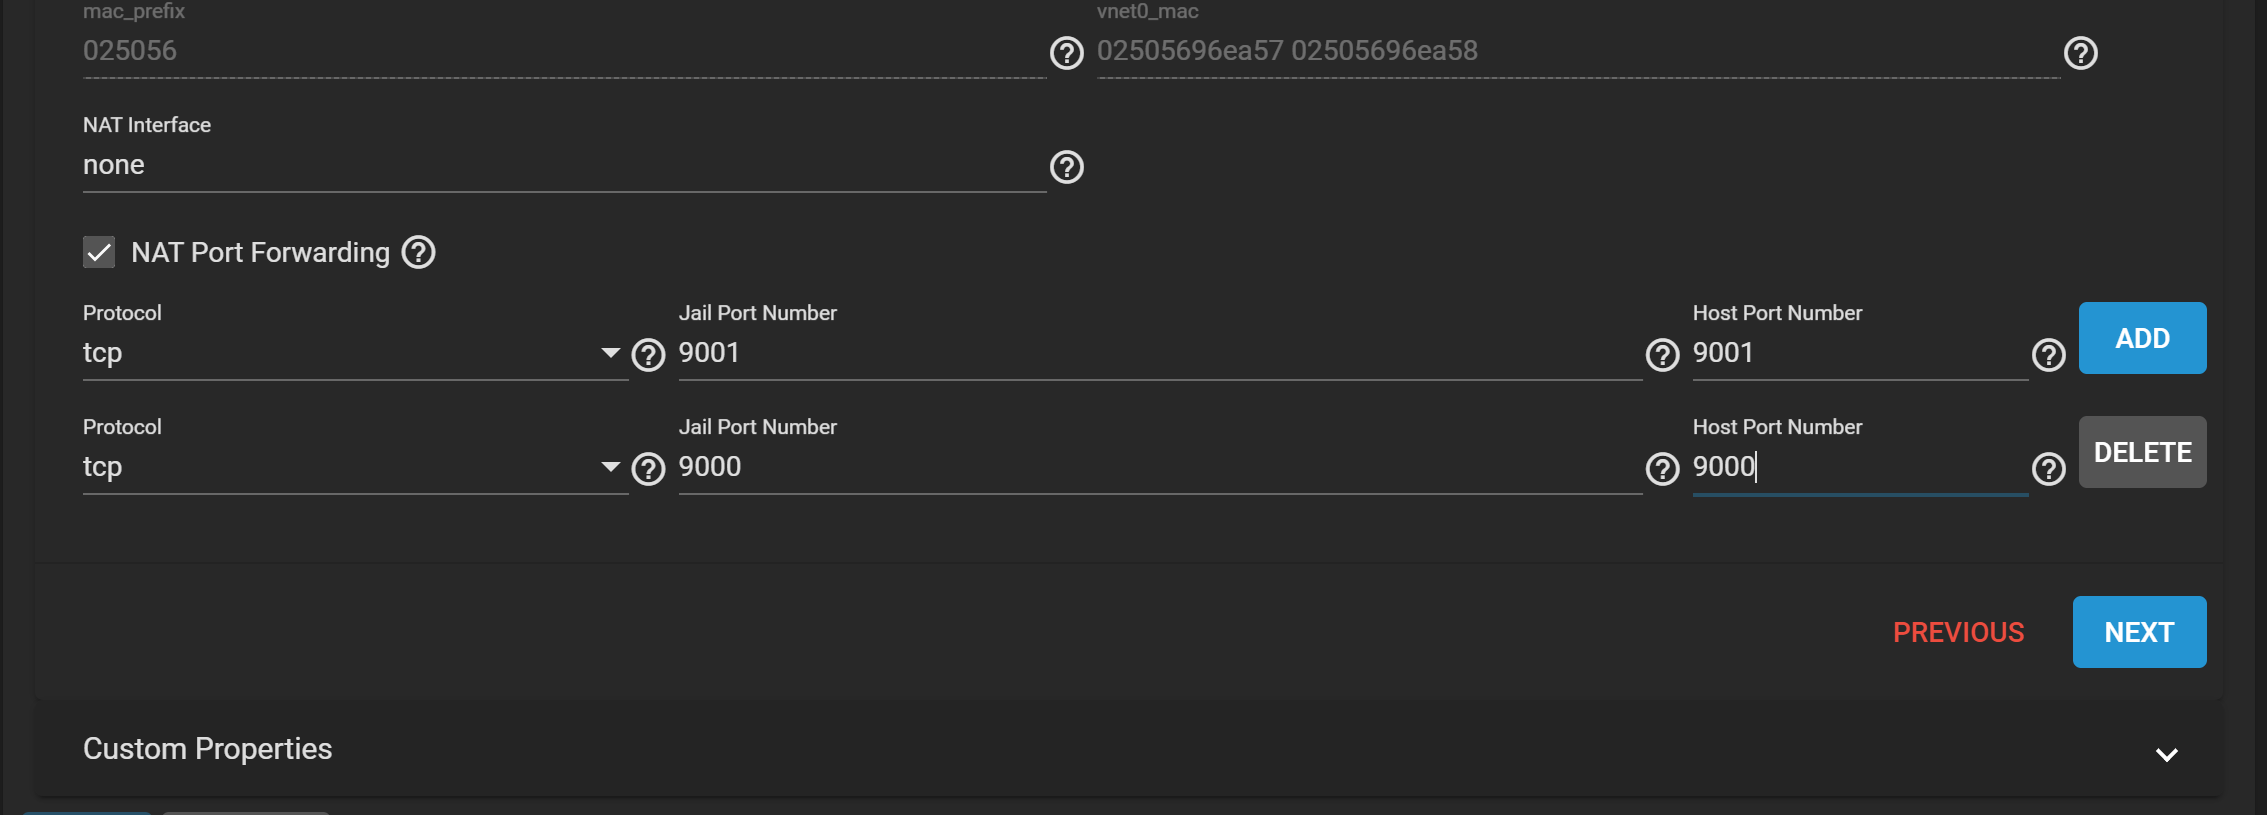 mac_prefix
vnet0_mac
025056
02505696ea57 02505696ea58
NAT Interface
none
NAT Port Forwarding
Protocol
Jail Port Number
Host Port Number
tcp
9001
9001
ADD
Protocol
Jail Port Number
Host Port Number
tcp
9000
9000
DELETE
PREVIOUS
NEXT
Custom Properties